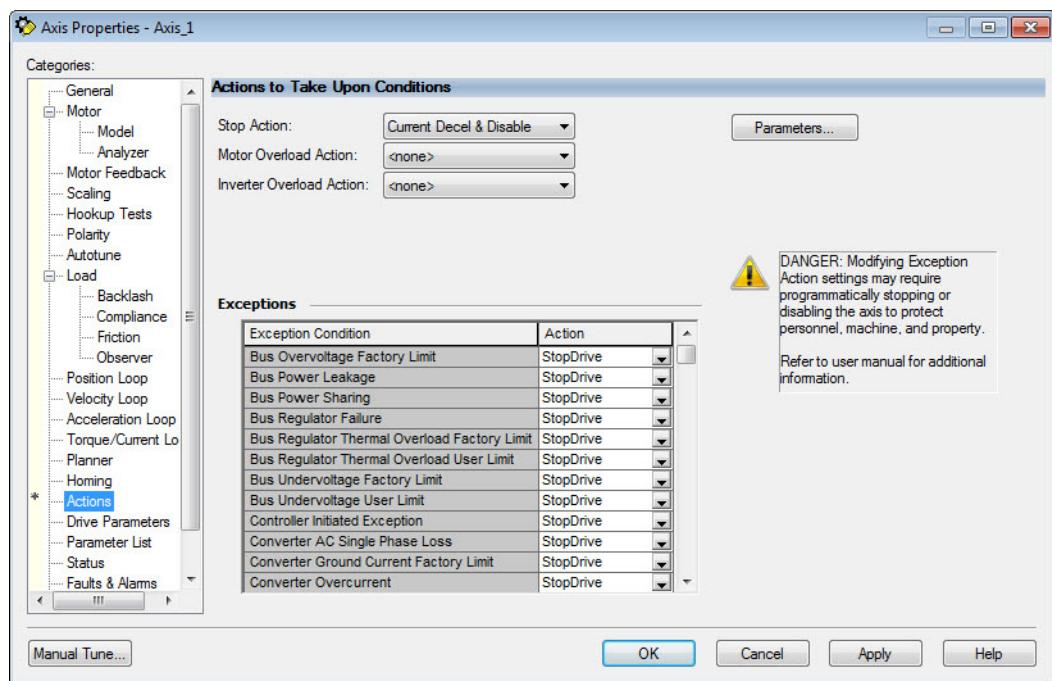 Axis Properties - Axis_1
Categories:
General
Motor
Model
Analyzer
Motor Feedback
Scaling
Hookup Tests
Polarity
Autotune
Load
Backlash
Compliance
Friction
Observer
Position Loop
Velocity Loop
Acceleration Loop
Torque/Current Lo
Planner
Homing
* Actions
Drive Parameters
Parameter List
Status
Faults & Alarms
Actions to Take Upon Conditions
Stop Action: Current Decel & Disable
Parameters...
Motor Overload Action: <none>
Inverter Overload Action: <none>
DANGER: Modifying Exception
Action settings may require
programmatically stopping or
disabling the axis to protect
personnel, machine, and property.
Refer to user manual for additional
information.
Exceptions
Exception Condition Action
Bus Overvoltage Factory Limit StopDrive
Bus Power Leakage StopDrive
Bus Power Sharing StopDrive
Bus Regulator Failure StopDrive
Bus Regulator Thermal Overload Factory Limit StopDrive
Bus Regulator Thermal Overload User Limit StopDrive
Bus Undervoltage Factory Limit StopDrive
Bus Undervoltage User Limit StopDrive
Controller Initiated Exception StopDrive
Converter AC Single Phase Loss StopDrive
Converter Ground Current Factory Limit StopDrive
Converter Overcurrent StopDrive
Manual Tune...
OK
Cancel
Apply
Help